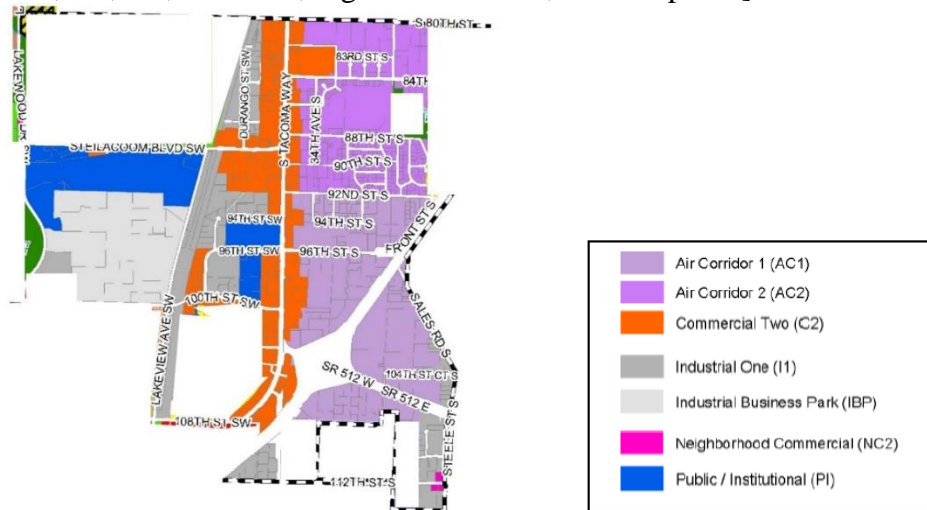 S 80TH ST
LAKEWOOD DR SW
83RD ST S
84TH
DURANGO ST SW
S TACOMA WAY
34TH AVE S
88TH ST S
STEILACOOM BLVD SW
90TH ST S
92ND ST S
94TH ST SW
94TH ST S
FRONT ST S
96TH ST SW
96TH ST S
100TH ST SW
SALES RD S
LAKEVIEW AVE SW
SR 512 W
SR 512 E
104TH ST CT S
108TH ST SW
STEELE ST S
112TH ST S
Air Corridor 1 (AC1)
Air Corridor 2 (AC2)
Commercial Two (C2)
Industrial One (I1)
Industrial Business Park (IBP)
Neighborhood Commercial (NC2)
Public / Institutional (PI)